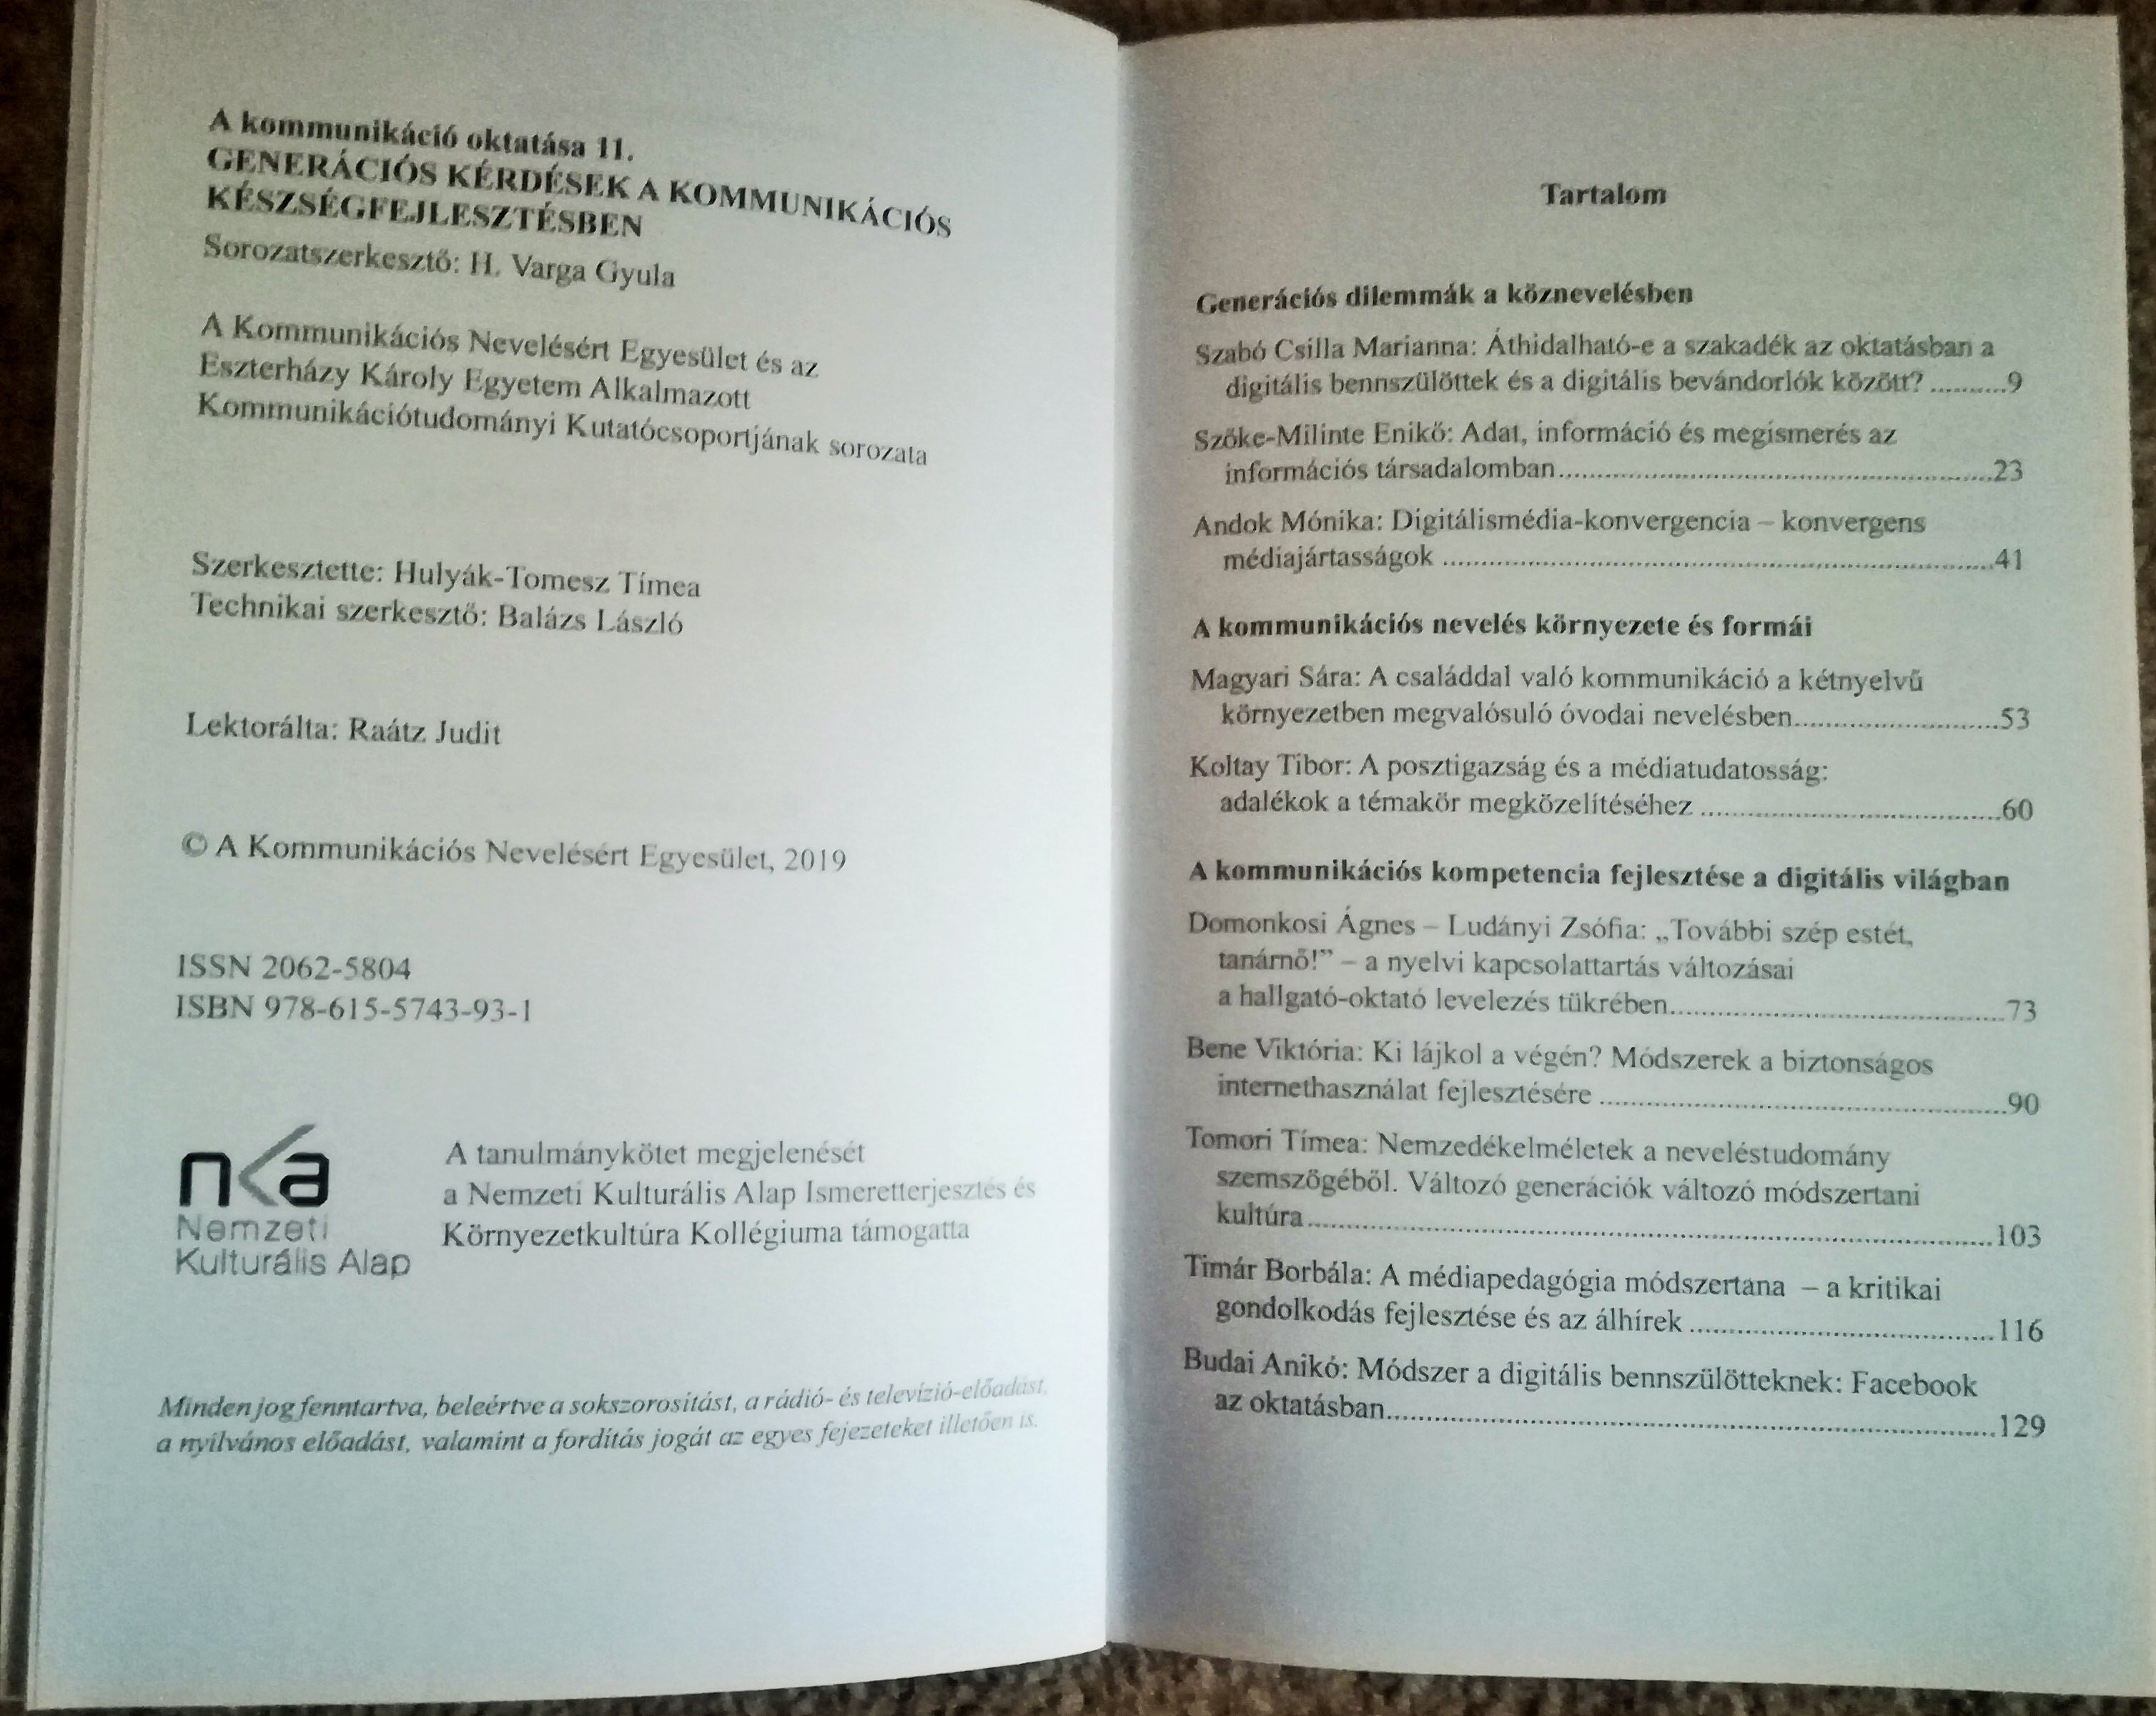 A kommunikáció oktatása 11.
GENERÁCIÓS KÉRDÉSEK A KOMMUNIKÁCIÓS
KÉSZSÉGFEJLESZTÉSBEN
Sorozatszerkesztő: H. Varga Gyula
A Kommunikációs Nevelésért Egyesület és az
Eszterházy Károly Egyetem Alkalmazott
Kommunikációtudományi Kutatócsoportjának sorozata
Szerkesztette: Hulyák-Tomesz Tímea
Technikai szerkesztő: Balázs László
Lektorálta: Raátz Judit
© A Kommunikációs Nevelésért Egyesület, 2019
ISSN 2062-5804
ISBN 978-615-5743-93-1
nka
Nemzeti
Kulturális Alap
A tanulmánykötet megjelenését
a Nemzeti Kulturális Alap Ismeretterjesztés és
Környezetkultúra Kollégiuma támogatta
Minden jog fenntartva, beleértve a sokszorosítást, a rádió- és televízió-előadást,
a nyilvános előadást, valamint a fordítás jogát az egyes fejezeteket illetően is.
Tartalom
Generációs dilemmák a köznevelésben
Szabó Csilla Marianna: Áthidalható-e a szakadék az oktatásban a
digitális bennszülöttek és a digitális bevándorlók között? ..........9
Szőke-Milinte Enikő: Adat, információ és megismerés az
információs társadalomban..........23
Andok Mónika: Digitálismédia-konvergencia – konvergens
médiajártasságok ..........41
A kommunikációs nevelés környezete és formái
Magyari Sára: A családdal való kommunikáció a kétnyelvű
környezetben megvalósuló óvodai nevelésben..........53
Koltay Tibor: A posztigazság és a médiatudatosság:
adalékok a témakör megközelítéséhez ..........60
A kommunikációs kompetencia fejlesztése a digitális világban
Domonkosi Ágnes – Ludányi Zsófia: „További szép estét,
tanárnő!” – a nyelvi kapcsolattartás változásai
a hallgató-oktató levelezés tükrében..........73
Bene Viktória: Ki lájkol a végén? Módszerek a biztonságos
internethasználat fejlesztésére ..........90
Tomori Tímea: Nemzedékelméletek a neveléstudomány
szemszögéből. Változó generációk változó módszertani
kultúra..........103
Timár Borbála: A médiapedagógia módszertana – a kritikai
gondolkodás fejlesztése és az álhírek ..........116
Budai Anikó: Módszer a digitális bennszülötteknek: Facebook
az oktatásban..........129